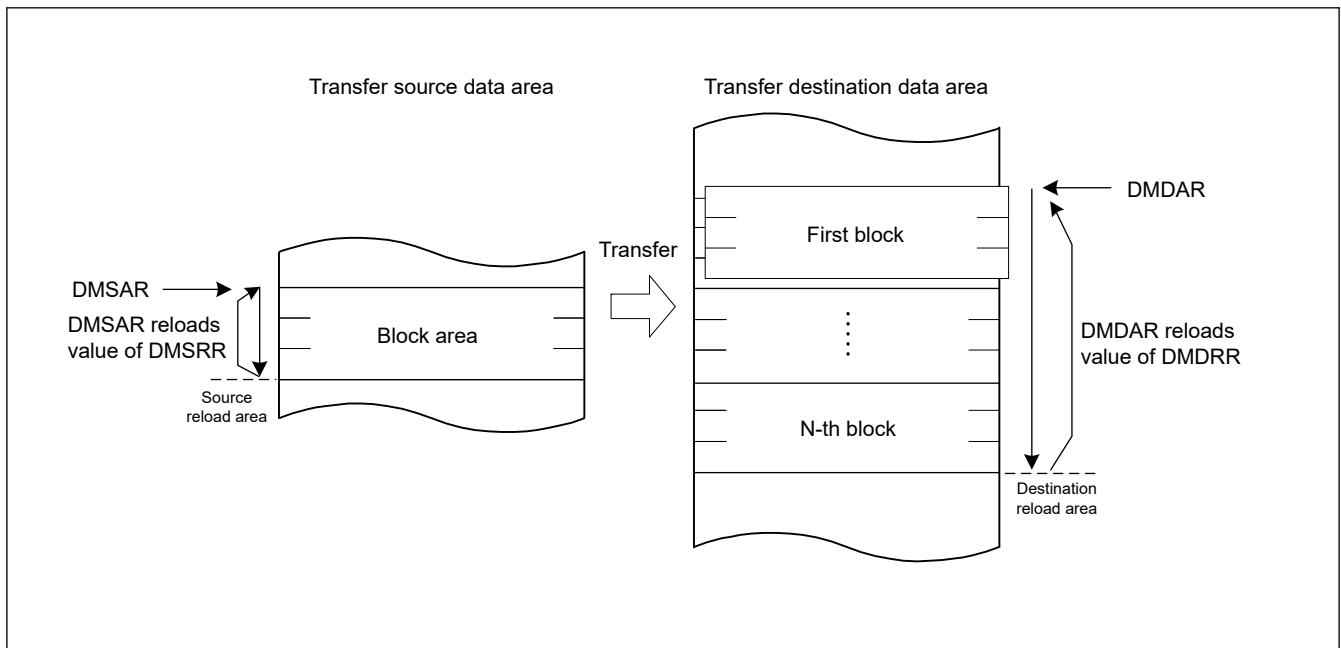 Transfer source data area
Transfer destination data area
DMSAR
DMSAR reloads
value of DMSRR
Source
reload area
Block area
Transfer
First block
N-th block
DMDAR
DMDAR reloads
value of DMDRR
Destination
reload area